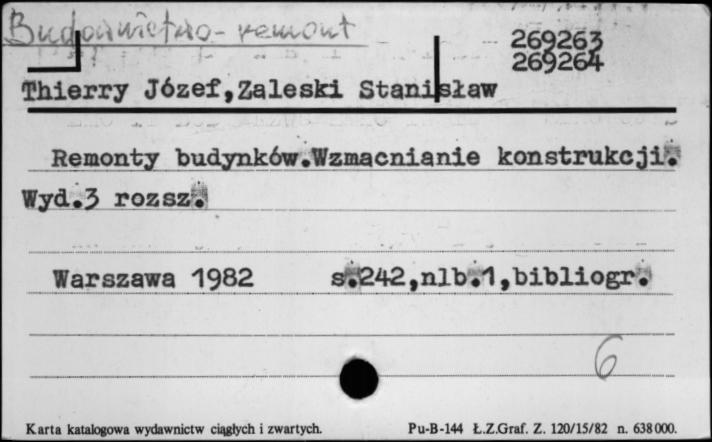 Budownictwo - remont
269263
269264
Thierry Józef,Zaleski Stanisław
Remonty budynków.Wzmacnianie konstrukcji.
Wyd.3 rozsz.
Warszawa 1982 s.242,nlb.1,bibliogr.
6
Karta katalogowa wydawnictw ciągłych i zwartych. Pu-B-144 Ł.Z.Graf. Z. 120/15/82 n. 638000.